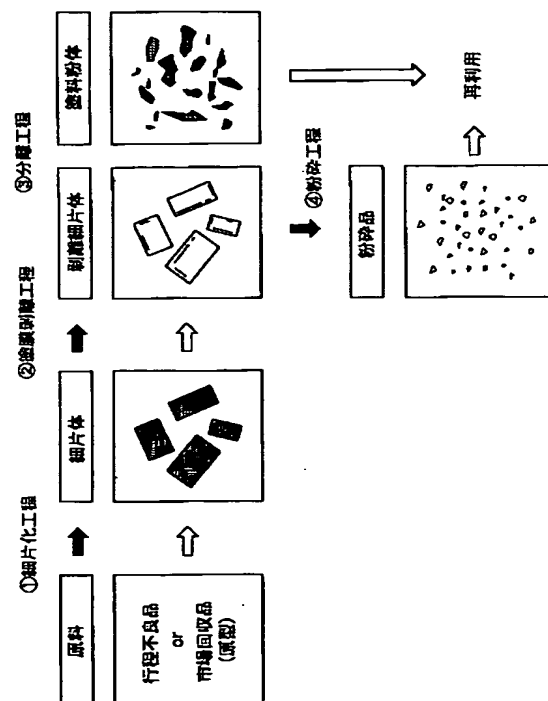 ①細片化工程
②塗膜剥離工程
③分離工程
原料
細片体
剥離細片体
塗料粉体
行程不良品
or
市場回収品
(原型)
④粉砕工程
粉砕品
再利用